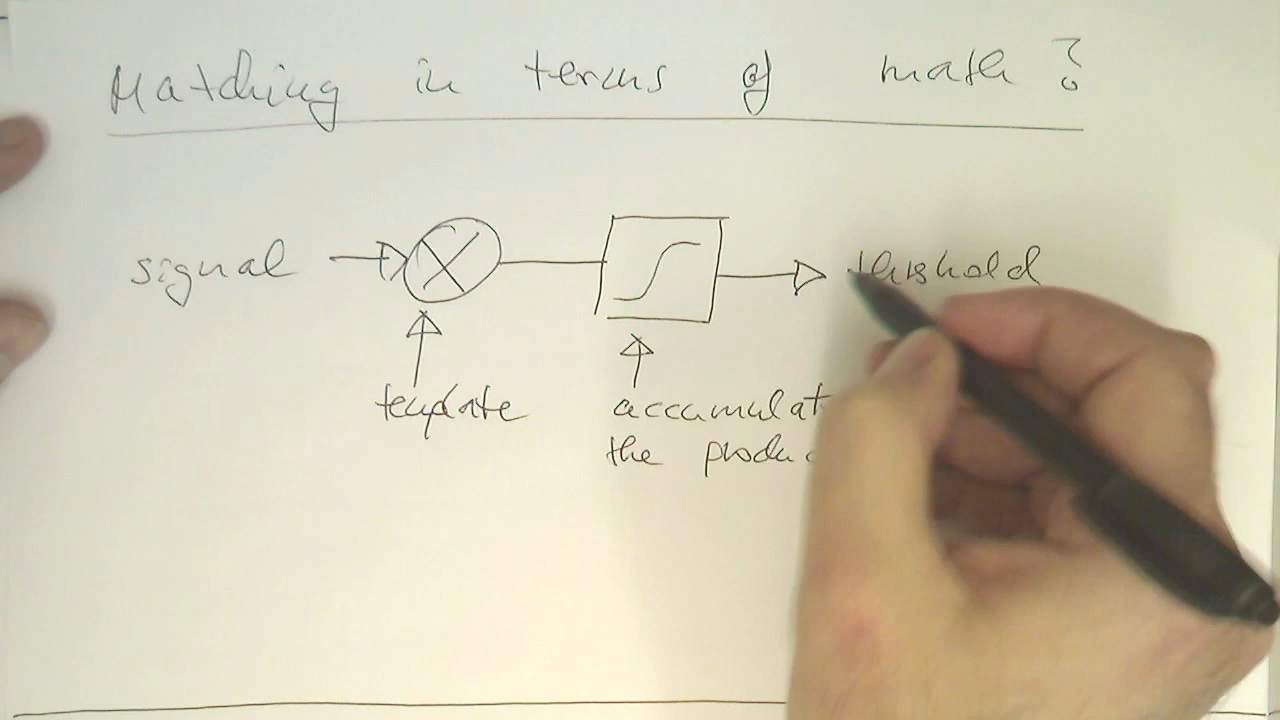 Matching in terms of math?
signal
threshold
template
accumulat
the produ